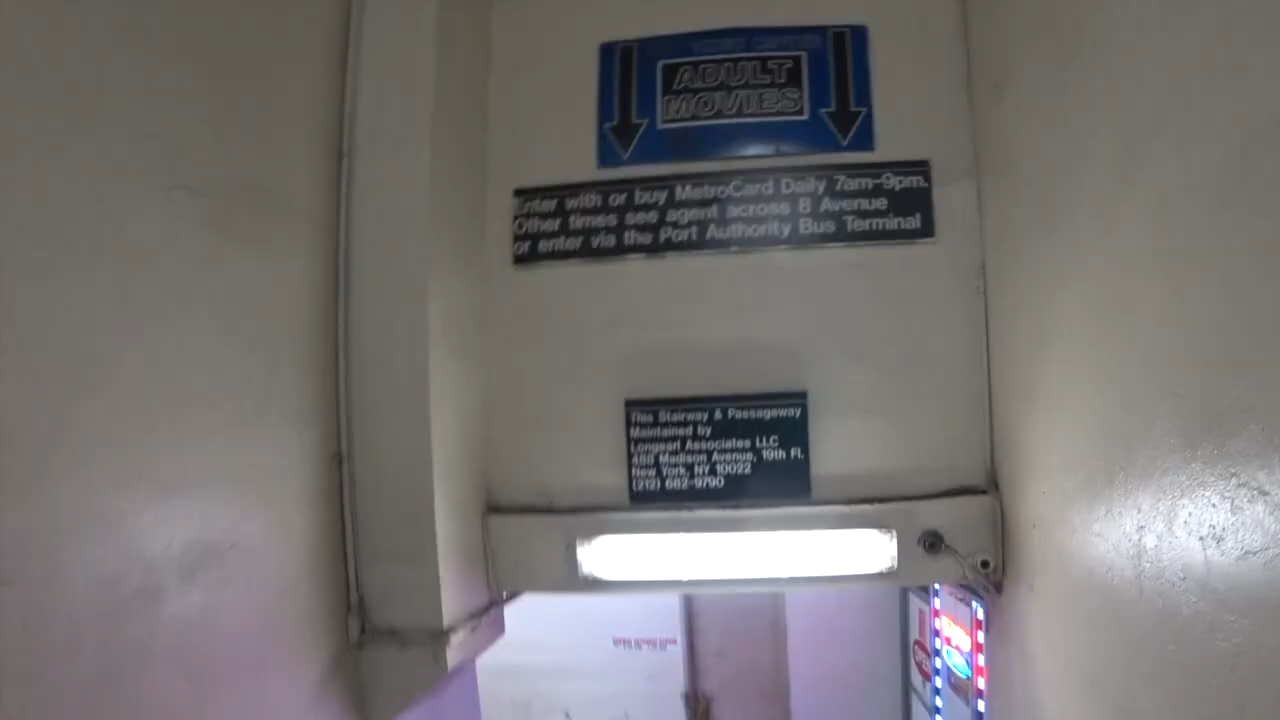 VIDEO CENTER
ADULT
MOVIES
Enter with or buy MetroCard Daily 7am-9pm.
Other times see agent across 8 Avenue
or enter via the Port Authority Bus Terminal
This Stairway & Passageway
Maintained by
Longearl Associates LLC
488 Madison Avenue, 19th Fl.
New York, NY 10022
(212) 682-9790